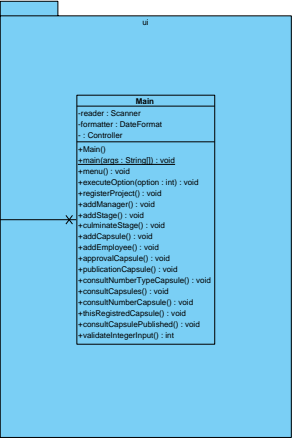 ui
Main
-reader : Scanner
-formatter : DateFormat
- : Controller
+Main()
+main(args : String[]) : void
+menu() : void
+executeOption(option : int) : void
+registerProject() : void
+addManager() : void
+addStage() : void
+culminateStage() : void
+addCapsule() : void
+addEmployee() : void
+approvalCapsule() : void
+publicationCapsule() : void
+consultNumberTypeCapsule() : void
+consultCapsules() : void
+consultNumberCapsule() : void
+thisRegistredCapsule() : void
+consultCapsulePublished() : void
+validateIntegerInput() : int